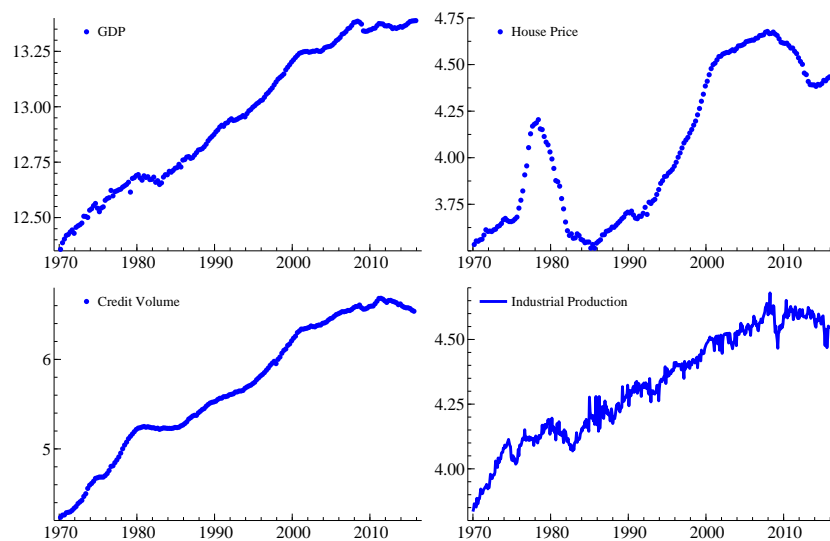 GDP
13.25
13.00
12.75
12.50
1970 1980 1990 2000 2010
House Price
4.75
4.50
4.25
4.00
3.75
1970 1980 1990 2000 2010
Credit Volume
6
5
1970 1980 1990 2000 2010
Industrial Production
4.50
4.25
4.00
1970 1980 1990 2000 2010